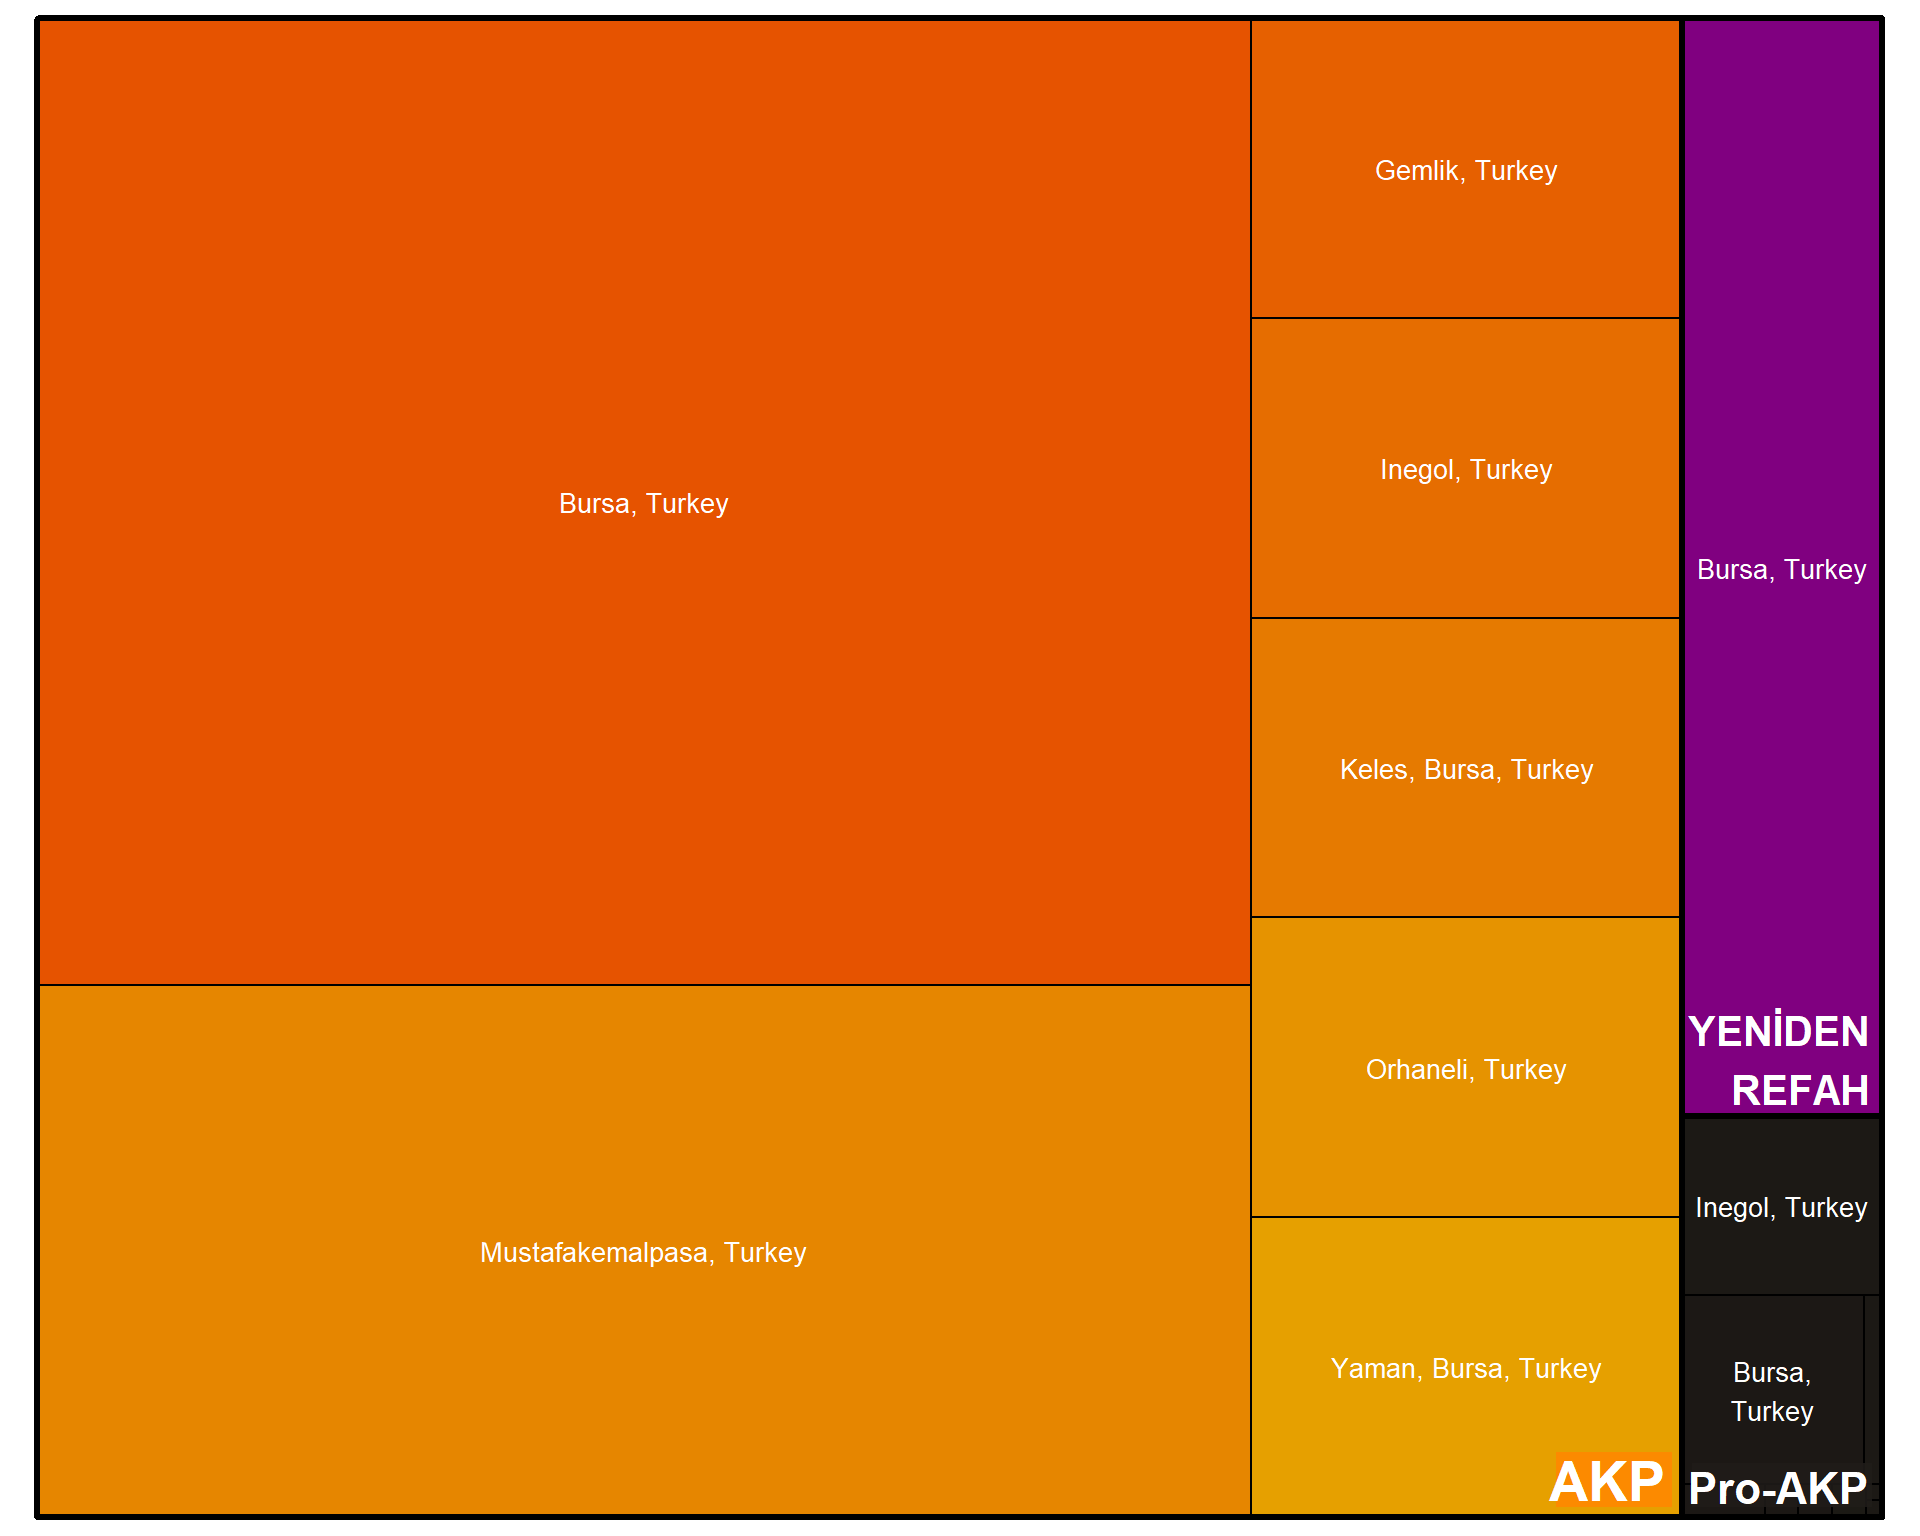 Bursa, Turkey
Mustafakemalpasa, Turkey
Gemlik, Turkey
Inegol, Turkey
Keles, Bursa, Turkey
Orhaneli, Turkey
Yaman, Bursa, Turkey
AKP
Bursa, Turkey
YENİDEN
REFAH
Inegol, Turkey
Bursa,
Turkey
Pro-AKP